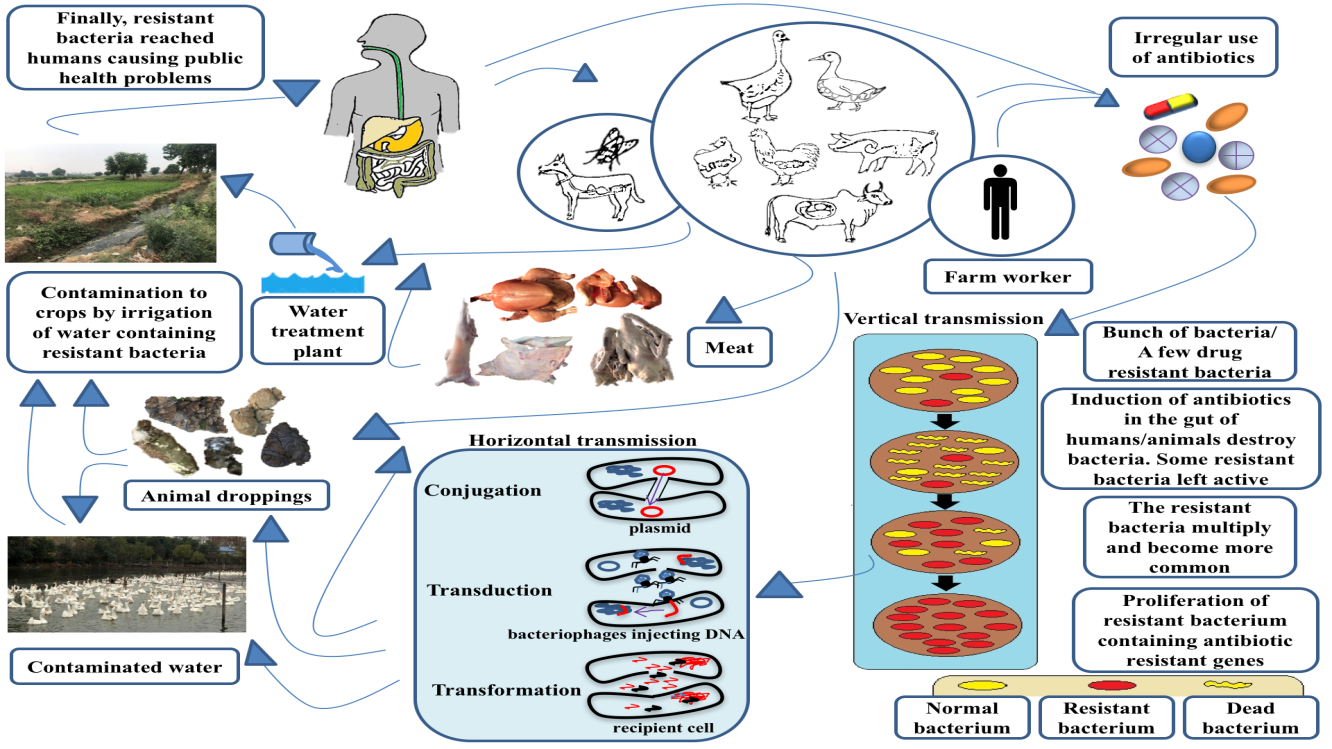 Finally, resistant
bacteria reached
humans causing public
health problems
Irregular use
of antibiotics
Farm worker
Water
treatment
plant
Meat
Contamination to
crops by irrigation
of water containing
resistant bacteria
Animal droppings
Contaminated water
Horizontal transmission
Conjugation
plasmid
Transduction
bacteriophages injecting DNA
Transformation
recipient cell
Vertical transmission
Bunch of bacteria/
A few drug
resistant bacteria
Induction of antibiotics
in the gut of
humans/animals destroy
bacteria. Some resistant
bacteria left active
The resistant
bacteria multiply
and become more
common
Proliferation of
resistant bacterium
containing antibiotic
resistant genes
Normal
bacterium
Resistant
bacterium
Dead
bacterium